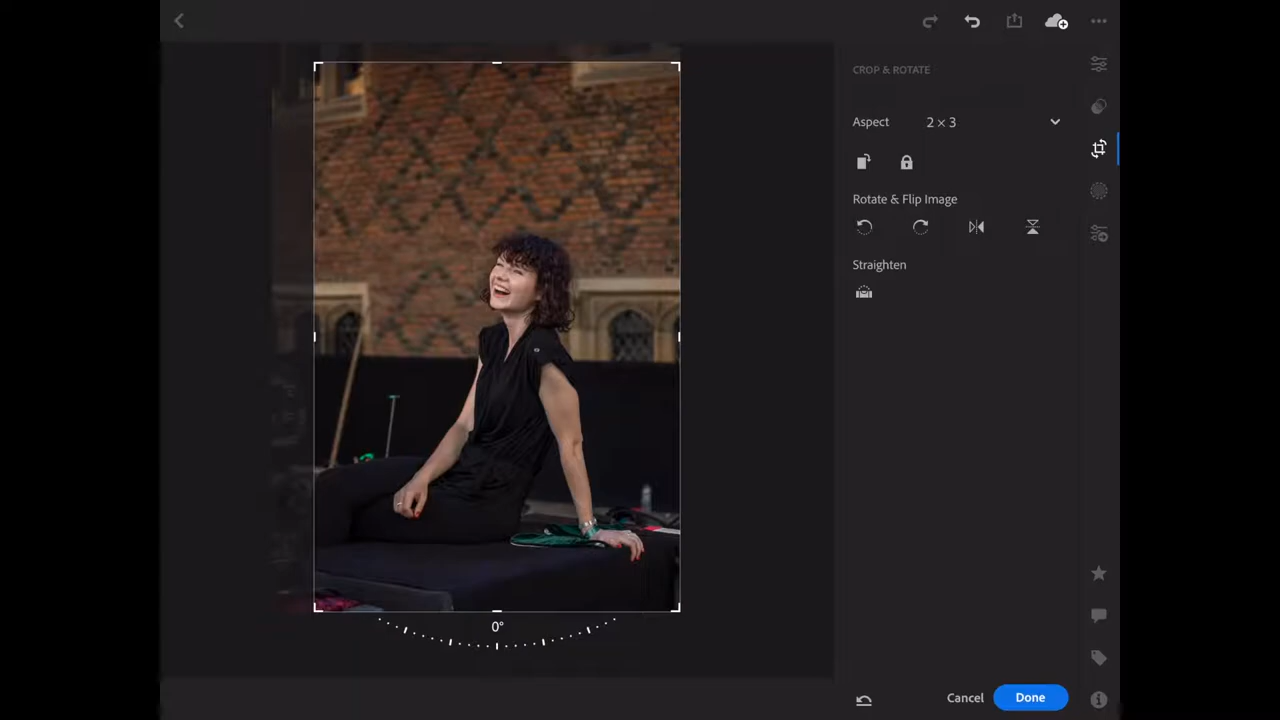 CROP & ROTATE
Aspect 2 × 3
Rotate & Flip Image
Straighten
0°
Cancel Done